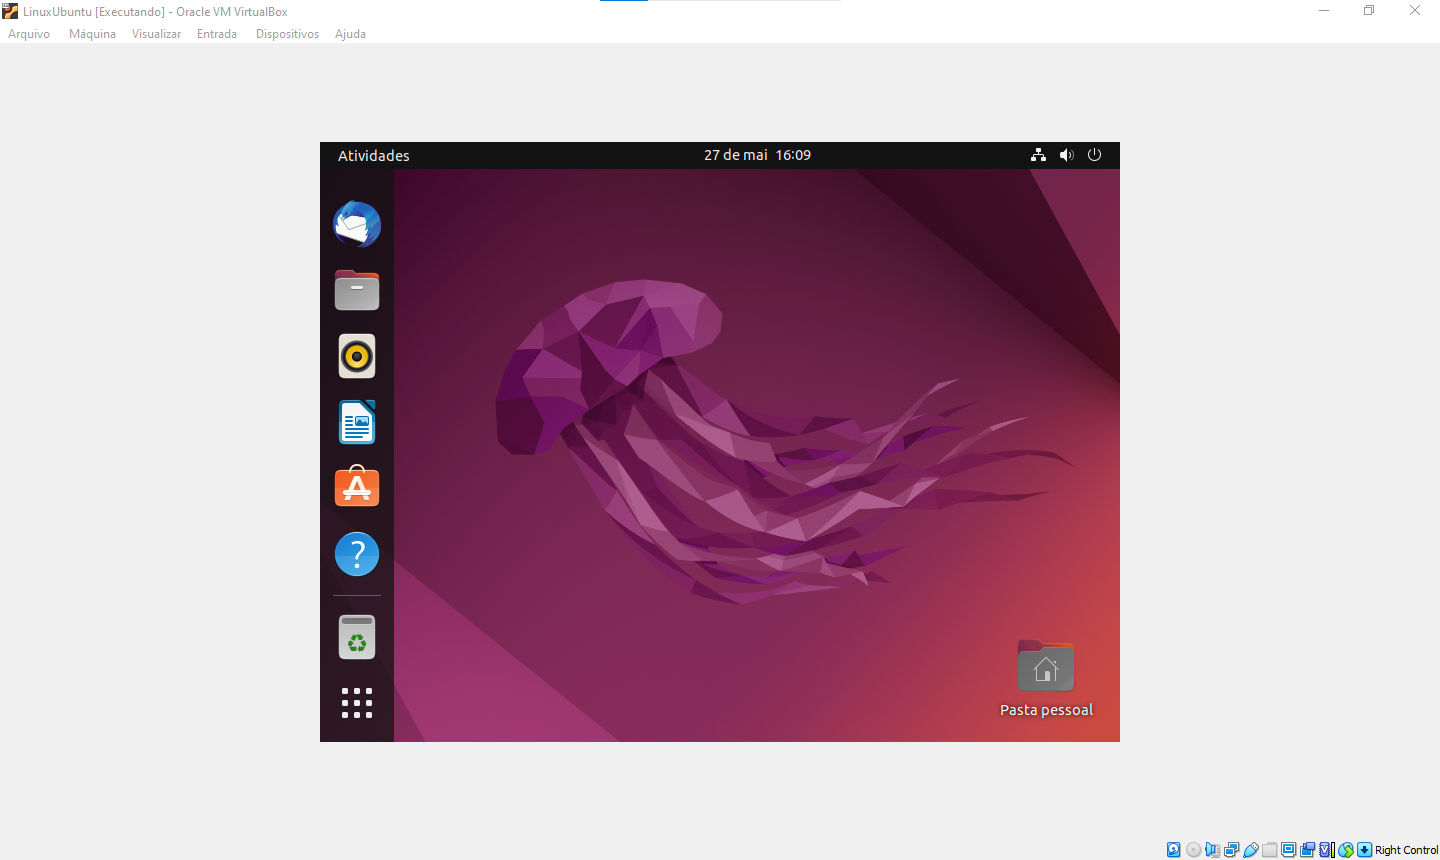 LinuxUbuntu [Executando] - Oracle VM VirtualBox
Arquivo Máquina Visualizar Entrada Dispositivos Ajuda
Atividades 27 de mai 16:09
Pasta pessoal
Right Control